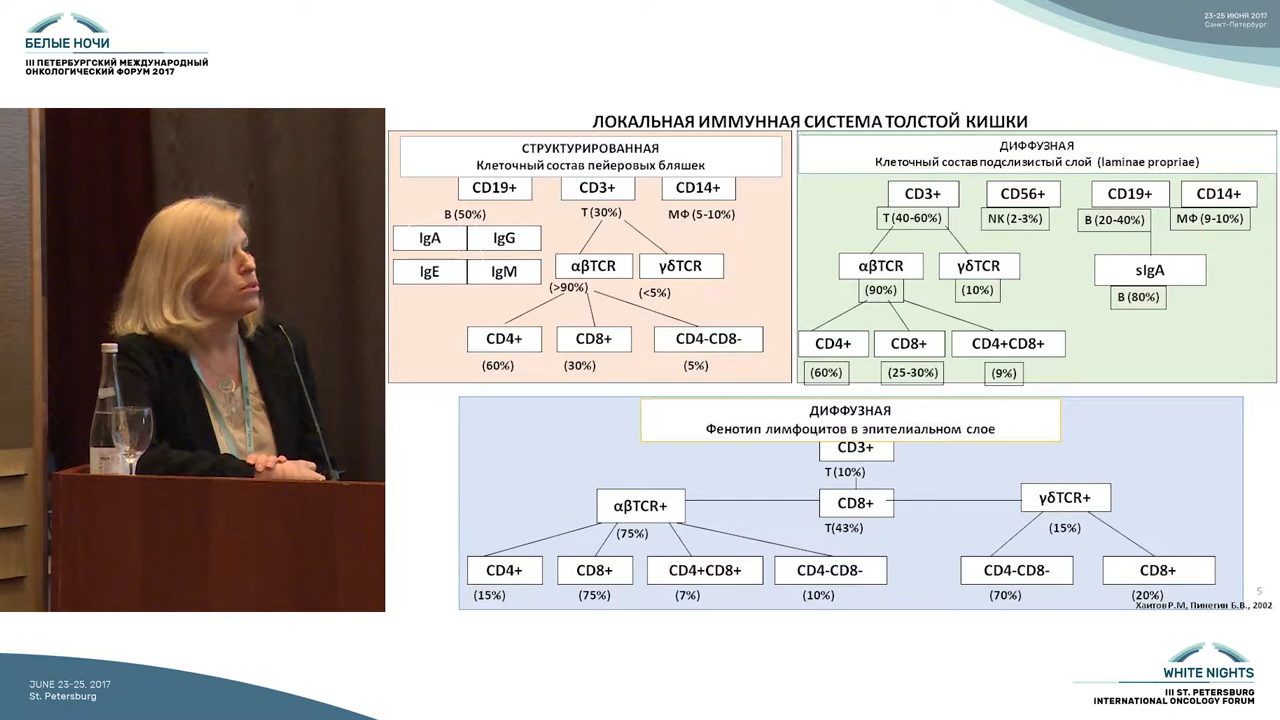 БЕЛЫЕ НОЧИ
III ПЕТЕРБУРГСКИЙ МЕЖДУНАРОДНЫЙ
ОНКОЛОГИЧЕСКИЙ ФОРУМ 2017
23-25 ИЮНЯ 2017
Санкт-Петербург
ЛОКАЛЬНАЯ ИММУННАЯ СИСТЕМА ТОЛСТОЙ КИШКИ
СТРУКТУРИРОВАННАЯ
Клеточный состав пейеровых бляшек
CD19+ CD3+ CD14+
В (50%) Т (30%) МФ (5-10%)
IgA IgG
IgE IgM
αβTCR γδTCR
(>90%) (<5%)
CD4+ CD8+ CD4-CD8-
(60%) (30%) (5%)
ДИФФУЗНАЯ
Клеточный состав подслизистый слой (laminae propriae)
CD3+ CD56+ CD19+ CD14+
Т (40-60%) NK (2-3%) В (20-40%) МФ (9-10%)
αβTCR γδTCR sIgA
(90%) (10%) В (80%)
CD4+ CD8+ CD4+CD8+
(60%) (25-30%) (9%)
ДИФФУЗНАЯ
Фенотип лимфоцитов в эпителиальном слое
CD3+
Т (10%)
αβTCR+ CD8+ γδTCR+
(75%) Т(43%) (15%)
CD4+ CD8+ CD4+CD8+ CD4-CD8- CD4-CD8- CD8+
(15%) (75%) (7%) (10%) (70%) (20%)
5
Хаитов Р.М, Пинегин Б.В., 2002
JUNE 23-25, 2017
St. Petersburg
WHITE NIGHTS
III ST. PETERSBURG
INTERNATIONAL ONCOLOGY FORUM